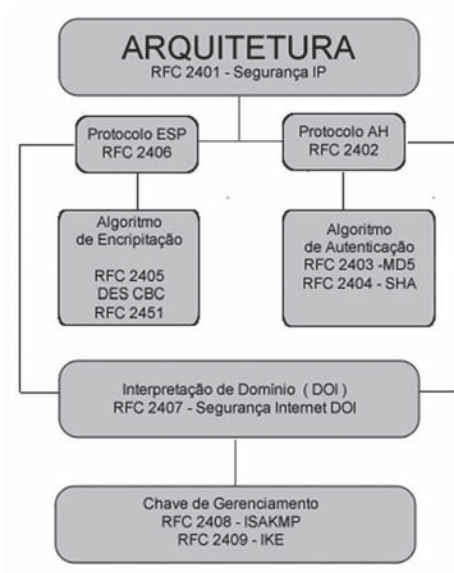 ARQUITETURA
RFC 2401 - Segurança IP
Protocolo ESP
RFC 2406
Protocolo AH
RFC 2402
Algoritmo
de Encripitação
RFC 2405
DES CBC
RFC 2451
Algoritmo
de Autenticação
RFC 2403 -MD5
RFC 2404 - SHA
Interpretação de Domínio ( DOI )
RFC 2407 - Segurança Internet DOI
Chave de Gerenciamento
RFC 2408 - ISAKMP
RFC 2409 - IKE